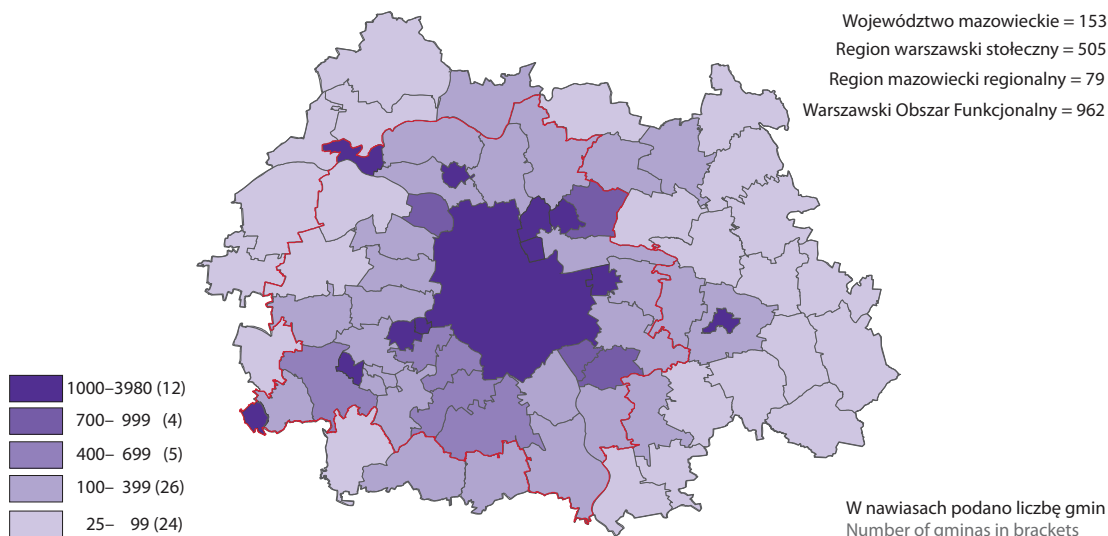 Województwo mazowieckie = 153
Region warszawski stołeczny = 505
Region mazowiecki regionalny = 79
Warszawski Obszar Funkcjonalny = 962
1000–3980 (12)
700– 999 (4)
400– 699 (5)
100– 399 (26)
25– 99 (24)
W nawiasach podano liczbę gmin
Number of gminas in brackets